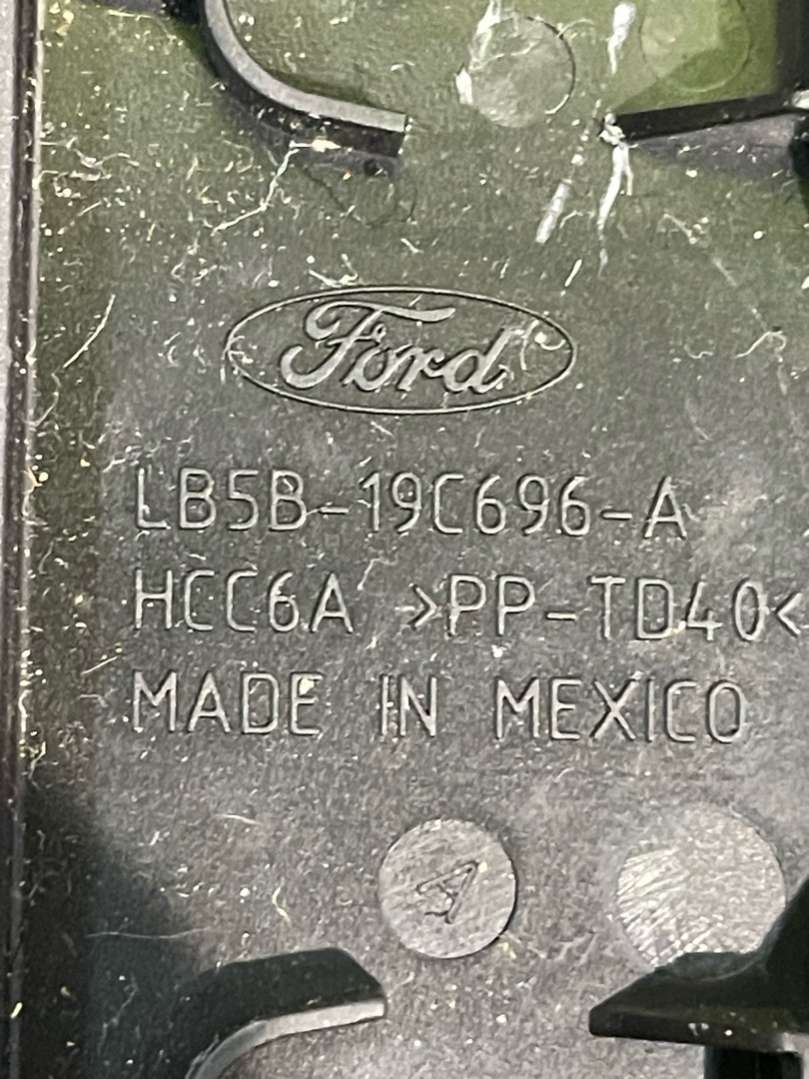 Ford
LB5B-19C696-A
HCC6A >PP-TD40<
MADE IN MEXICO
A